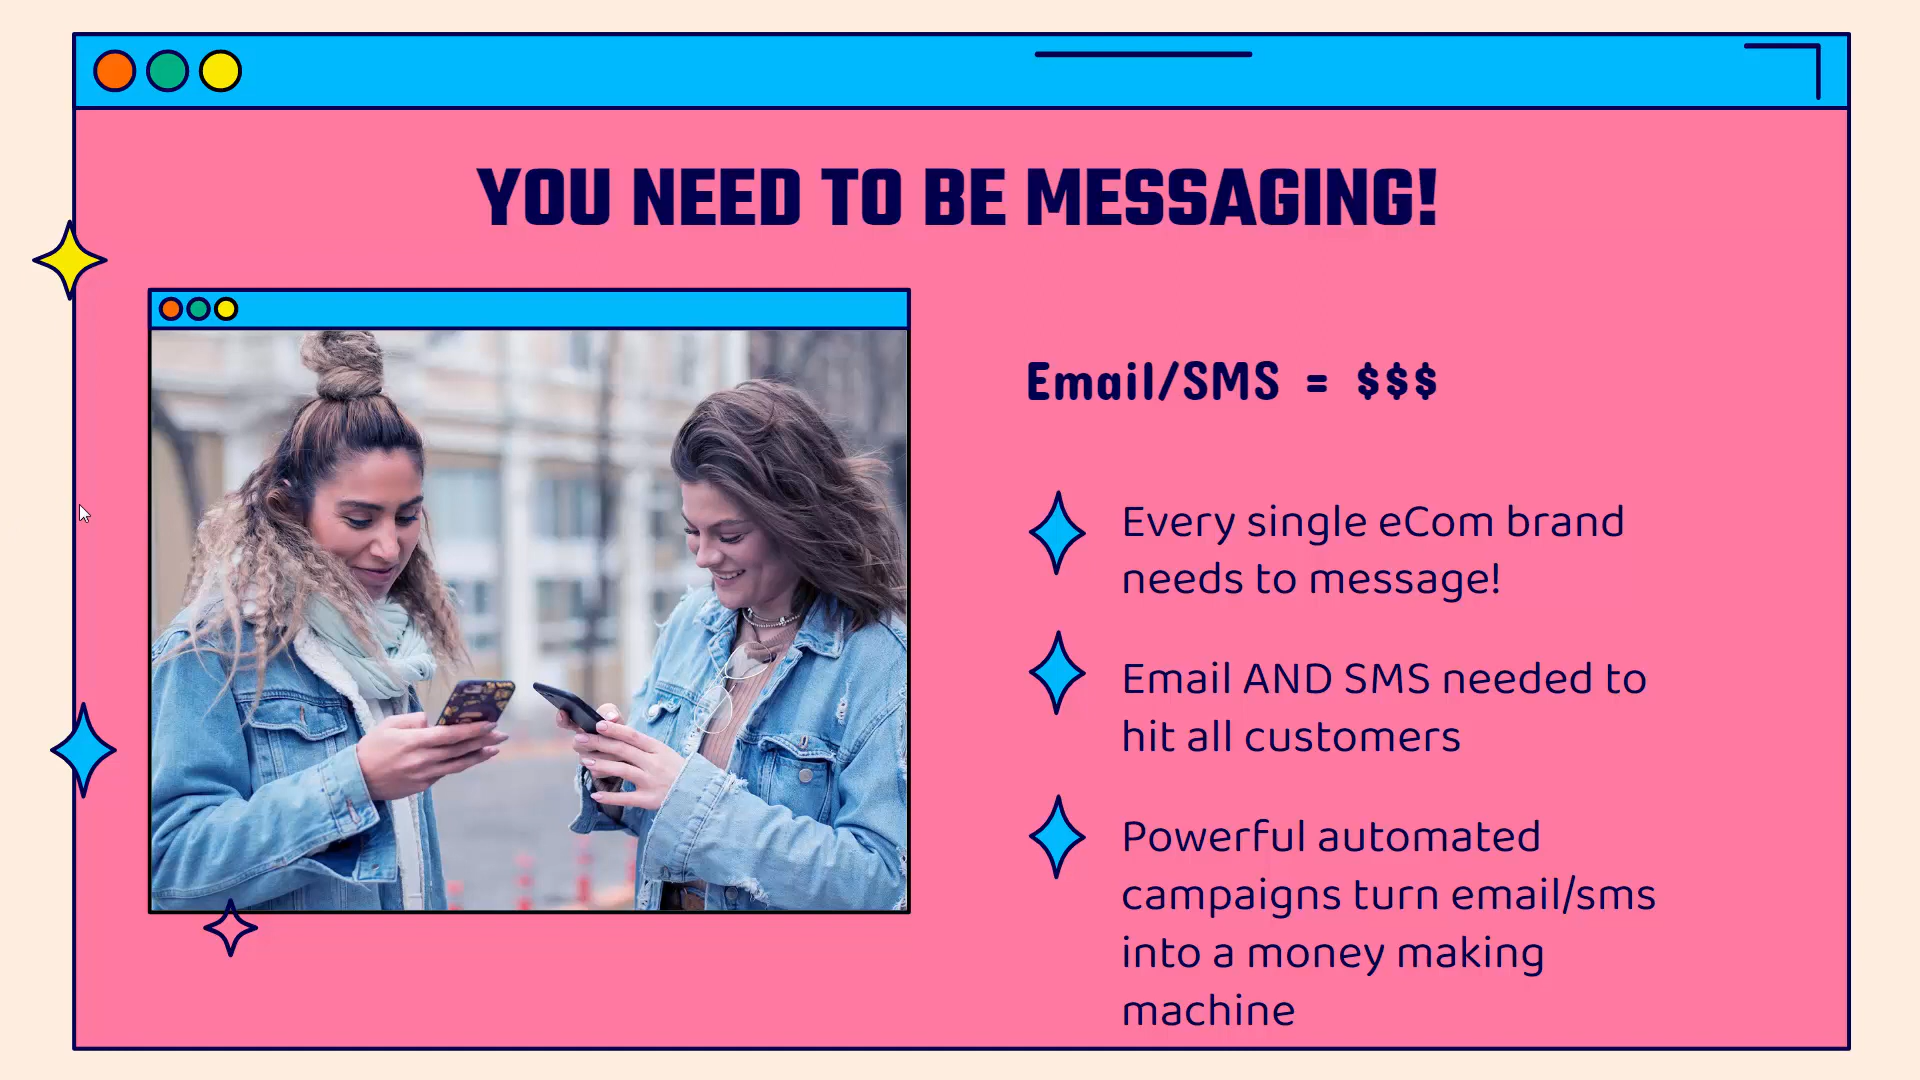 YOU NEED TO BE MESSAGING!
Email/SMS = $$$
Every single eCom brand
needs to message!
Email AND SMS needed to
hit all customers
Powerful automated
campaigns turn email/sms
into a money making
machine